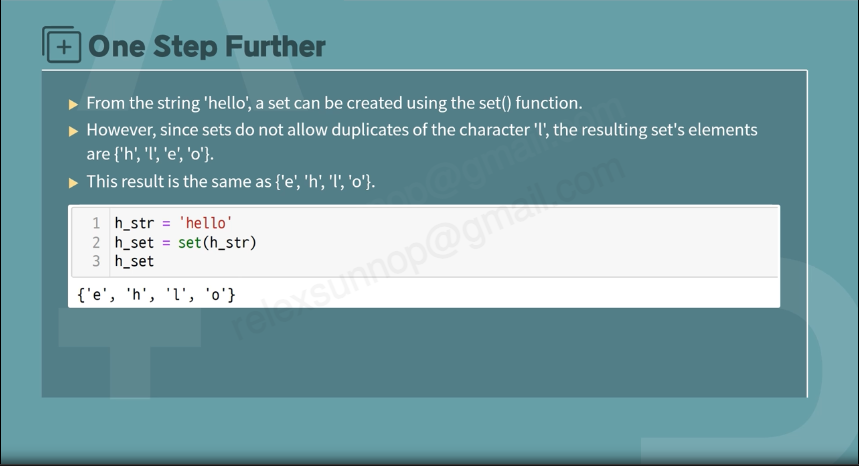 One Step Further
▶ From the string 'hello', a set can be created using the set() function.
▶ However, since sets do not allow duplicates of the character 'l', the resulting set's elements
are {'h', 'l', 'e', 'o'}.
▶ This result is the same as {'e', 'h', 'l', 'o'}.
1 h_str = 'hello'
2 h_set = set(h_str)
3 h_set
{'e', 'h', 'l', 'o'}
relexsunnop@gmail.com